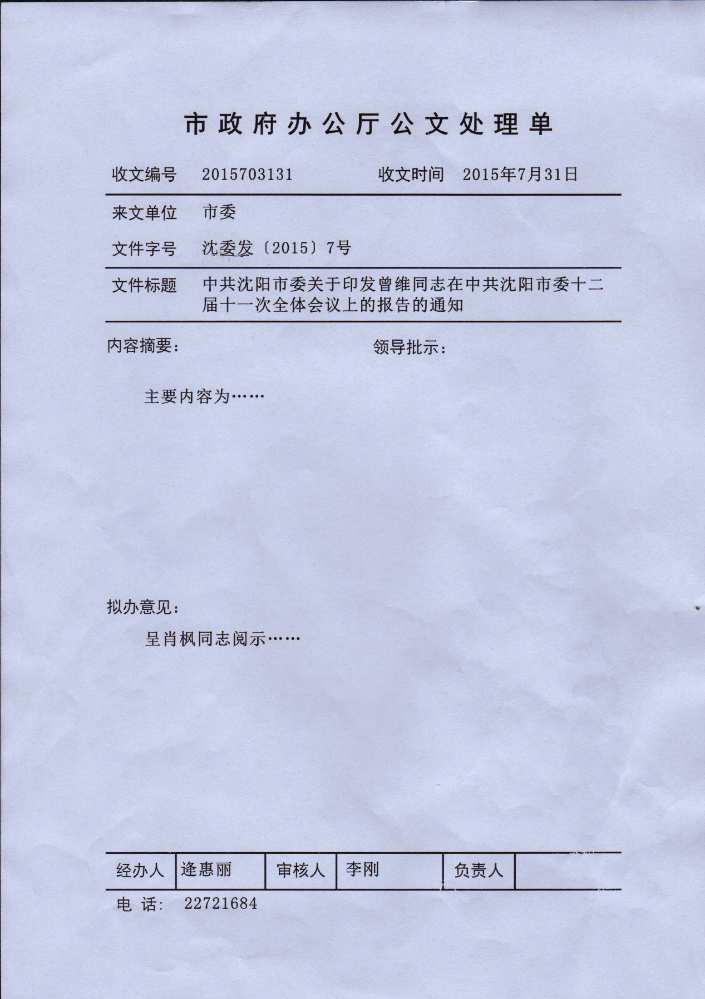 市政府办公厅公文处理单
收文编号 2015703131 收文时间 2015年7月31日
来文单位 市委
文件字号 沈委发〔2015〕7号
文件标题 中共沈阳市委关于印发曾维同志在中共沈阳市委十二
届十一次全体会议上的报告的通知
内容摘要： 领导批示：
主要内容为……
拟办意见：
呈肖枫同志阅示……
经办人 逄惠丽 审核人 李刚 负责人
电 话： 22721684